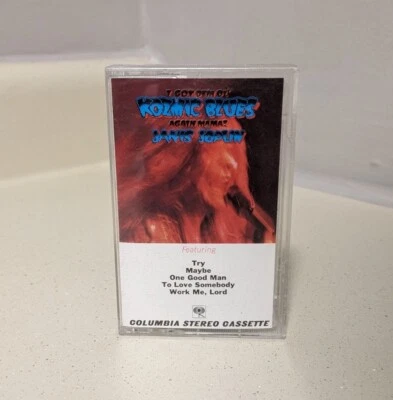 I GOT DEM OL'
KOZMIC BLUES
AGAIN MAMA!
JANIS JOPLIN
Featuring
Try
Maybe
One Good Man
To Love Somebody
Work Me, Lord
COLUMBIA STEREO CASSETTE